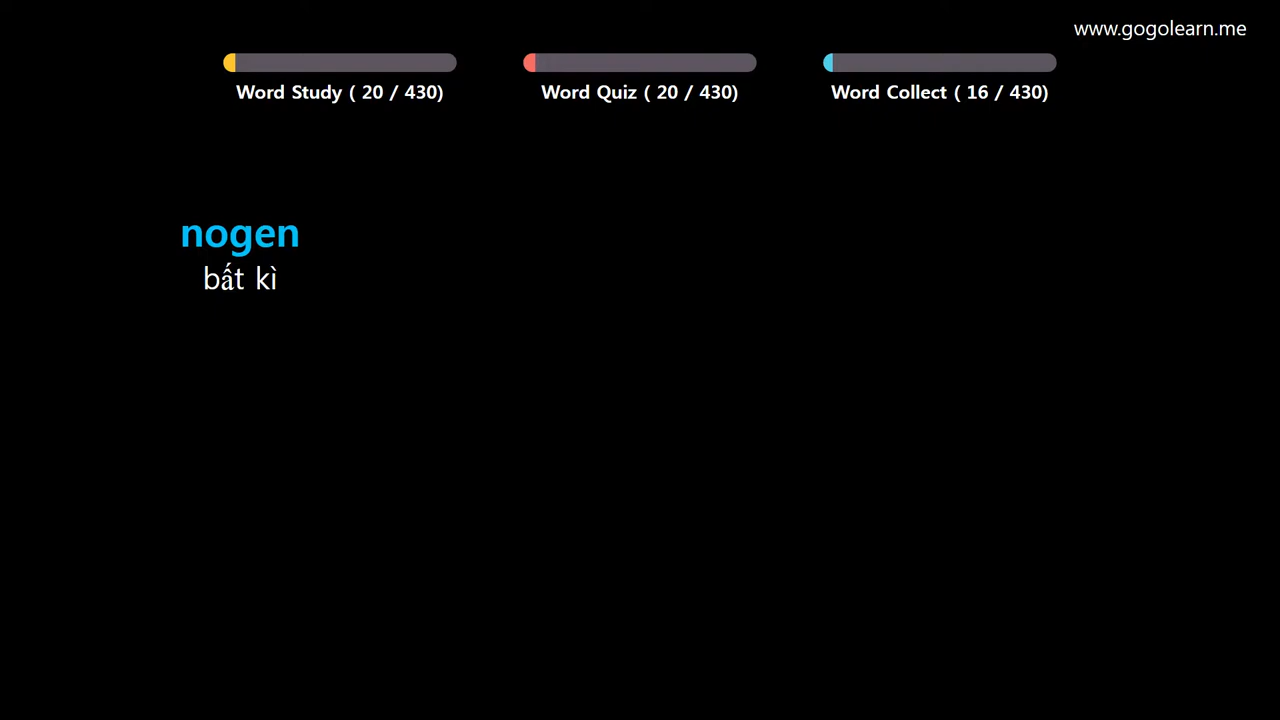 www.gogolearn.me
Word Study ( 20 / 430)
Word Quiz ( 20 / 430)
Word Collect ( 16 / 430)
nogen
bất kì